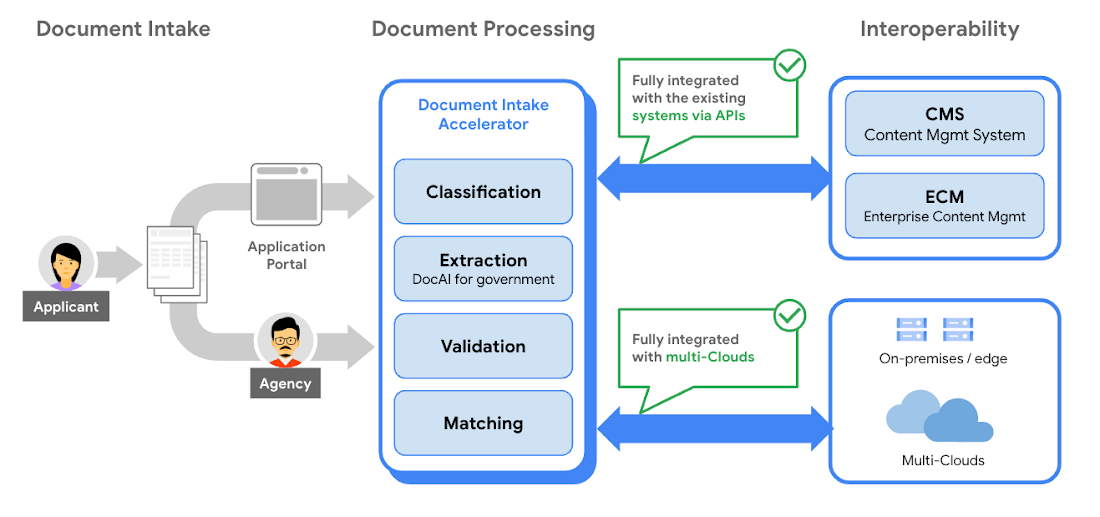 Document Intake
Document Processing
Interoperability
Applicant
Application
Portal
Agency
Document Intake
Accelerator
Classification
Extraction
DocAI for government
Validation
Matching
Fully integrated
with the existing
systems via APIs
Fully integrated
with multi-Clouds
CMS
Content Mgmt System
ECM
Enterprise Content Mgmt
On-premises / edge
Multi-Clouds